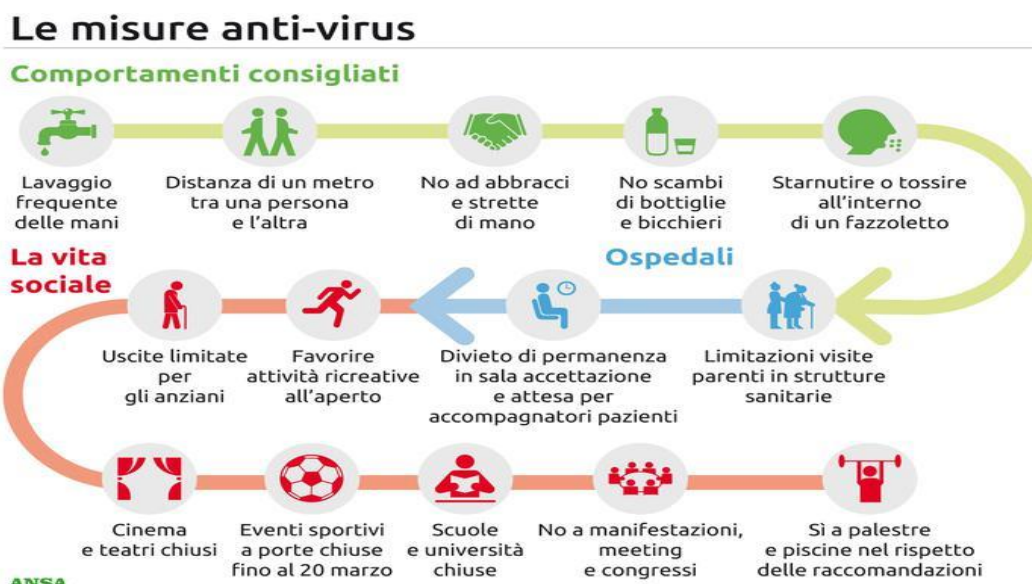 Le misure anti-virus
Comportamenti consigliati
Lavaggio
frequente
delle mani
Distanza di un metro
tra una persona
e l'altra
No ad abbracci
e strette
di mano
No scambi
di bottiglie
e bicchieri
Starnutire o tossire
all'interno
di un fazzoletto
Ospedali
Limitazioni visite
parenti in strutture
sanitarie
Divieto di permanenza
in sala accettazione
e attesa per
accompagnatori pazienti
La vita
sociale
Favorire
attività ricreative
all'aperto
Uscite limitate
per
gli anziani
Cinema
e teatri chiusi
Eventi sportivi
a porte chiuse
fino al 20 marzo
Scuole
e università
chiuse
No a manifestazioni,
meeting
e congressi
Sì a palestre
e piscine nel rispetto
delle raccomandazioni
ANSA